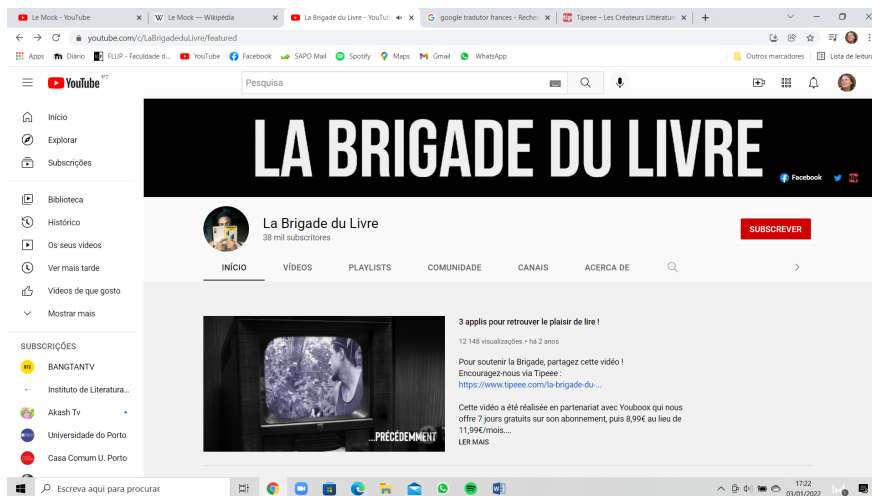 Le Mock - YouTube
Le Mock — Wikipédia
La Brigade du Livre - YouTub
google tradutor frances - Recher
Tipeee – Les Créateurs Littératur
youtube.com/c/LaBrigadeduLivre/featured
Apps
Diário
FLUP - Faculdade d...
YouTube
Facebook
SAPO Mail
Spotify
Maps
Gmail
WhatsApp
Outros marcadores
Lista de leitura
YouTube PT
Pesquisa
Início
Explorar
Subscrições
Biblioteca
Histórico
Os seus vídeos
Ver mais tarde
Vídeos de que gosto
Mostrar mais
SUBSCRIÇÕES
BANGTANTV
Instituto de Literatura...
Akash Tv
Universidade do Porto
Casa Comum U. Porto
LA BRIGADE DU LIVRE
Facebook
La Brigade du Livre
38 mil subscritores
SUBSCREVER
INÍCIO
VÍDEOS
PLAYLISTS
COMUNIDADE
CANAIS
ACERCA DE
...PRÉCÉDEMMENT
3 applis pour retrouver le plaisir de lire !
12 148 visualizações • há 2 anos
Pour soutenir la Brigade, partagez cette vidéo !
Encouragez-nous via Tipeee :
https://www.tipeee.com/la-brigade-du-...
Cette vidéo a été réalisée en partenariat avec Youboox qui nous
offre 7 jours gratuits sur son abonnement, puis 8,99€ au lieu de
11,99€/mois....
LER MAIS
Escreva aqui para procurar
17:22
03/01/2022